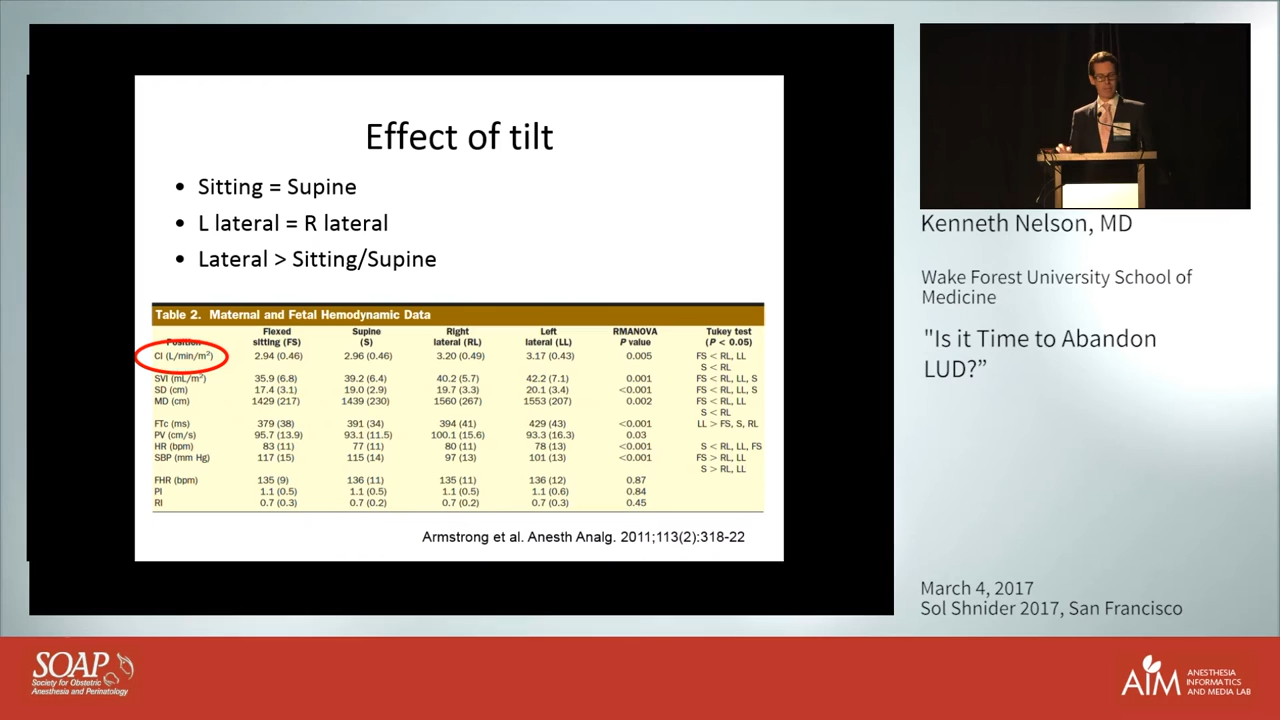 Effect of tilt
• Sitting = Supine
• L lateral = R lateral
• Lateral > Sitting/Supine
Table 2. Maternal and Fetal Hemodynamic Data
Position Flexed sitting (FS) Supine (S) Right lateral (RL) Left lateral (LL) RMANOVA P value Tukey test (P < 0.05)
CI (L/min/m²) 2.94 (0.46) 2.96 (0.46) 3.20 (0.49) 3.17 (0.43) 0.005 FS < RL, LL
S < RL
SVI (mL/m²) 35.9 (6.8) 39.2 (6.4) 40.2 (5.7) 42.2 (7.1) 0.001 FS < RL, LL, S
SD (cm) 17.4 (3.1) 19.0 (2.9) 19.7 (3.3) 20.1 (3.4) <0.001 FS < RL, LL, S
MD (cm) 1429 (217) 1439 (230) 1560 (267) 1553 (207) 0.002 FS < RL, LL
S < RL
FTc (ms) 379 (38) 391 (34) 394 (41) 429 (43) <0.001 LL > FS, S, RL
PV (cm/s) 95.7 (13.9) 93.1 (11.5) 100.1 (15.6) 93.3 (16.3) 0.03
HR (bpm) 83 (11) 77 (11) 80 (11) 78 (13) <0.001 S < RL, LL, FS
SBP (mm Hg) 117 (15) 115 (14) 97 (13) 101 (13) <0.001 FS > RL, LL
S > RL, LL
FHR (bpm) 135 (9) 136 (11) 135 (11) 136 (12) 0.87
PI 1.1 (0.5) 1.1 (0.5) 1.1 (0.5) 1.1 (0.6) 0.84
RI 0.7 (0.3) 0.7 (0.2) 0.7 (0.2) 0.7 (0.3) 0.45
Armstrong et al. Anesth Analg. 2011;113(2):318-22
Kenneth Nelson, MD
Wake Forest University School of
Medicine
"Is it Time to Abandon
LUD?”
March 4, 2017
Sol Shnider 2017, San Francisco
SOAP
Society for Obstetric
Anesthesia and Perinatology
AIM
ANESTHESIA
INFORMATICS
AND MEDIA LAB